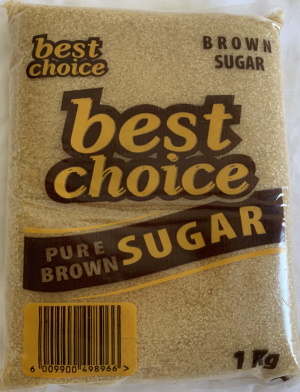 best
choice
BROWN
SUGAR
best
choice
PURE
BROWN SUGAR
1 Kg
6 009900 498966 >